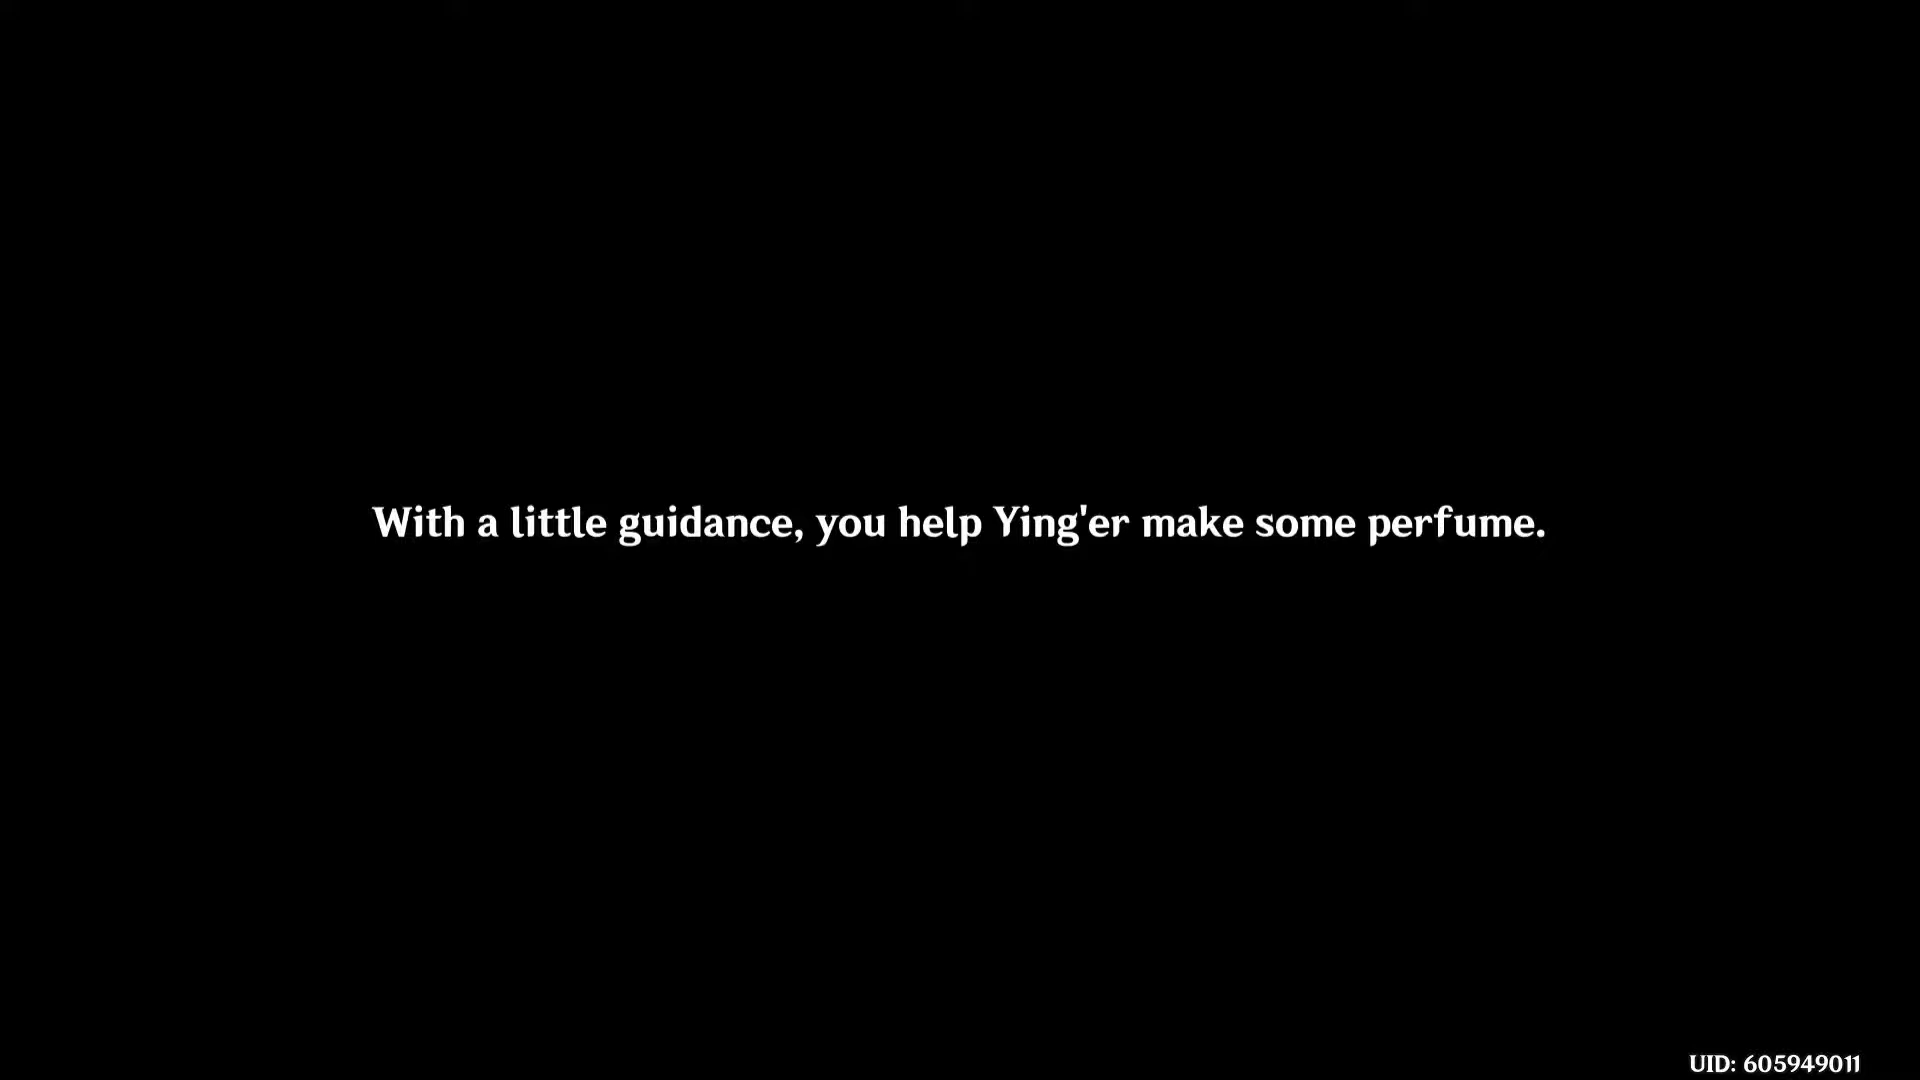 With a little guidance, you help Ying'er make some perfume.
UID: 605949011